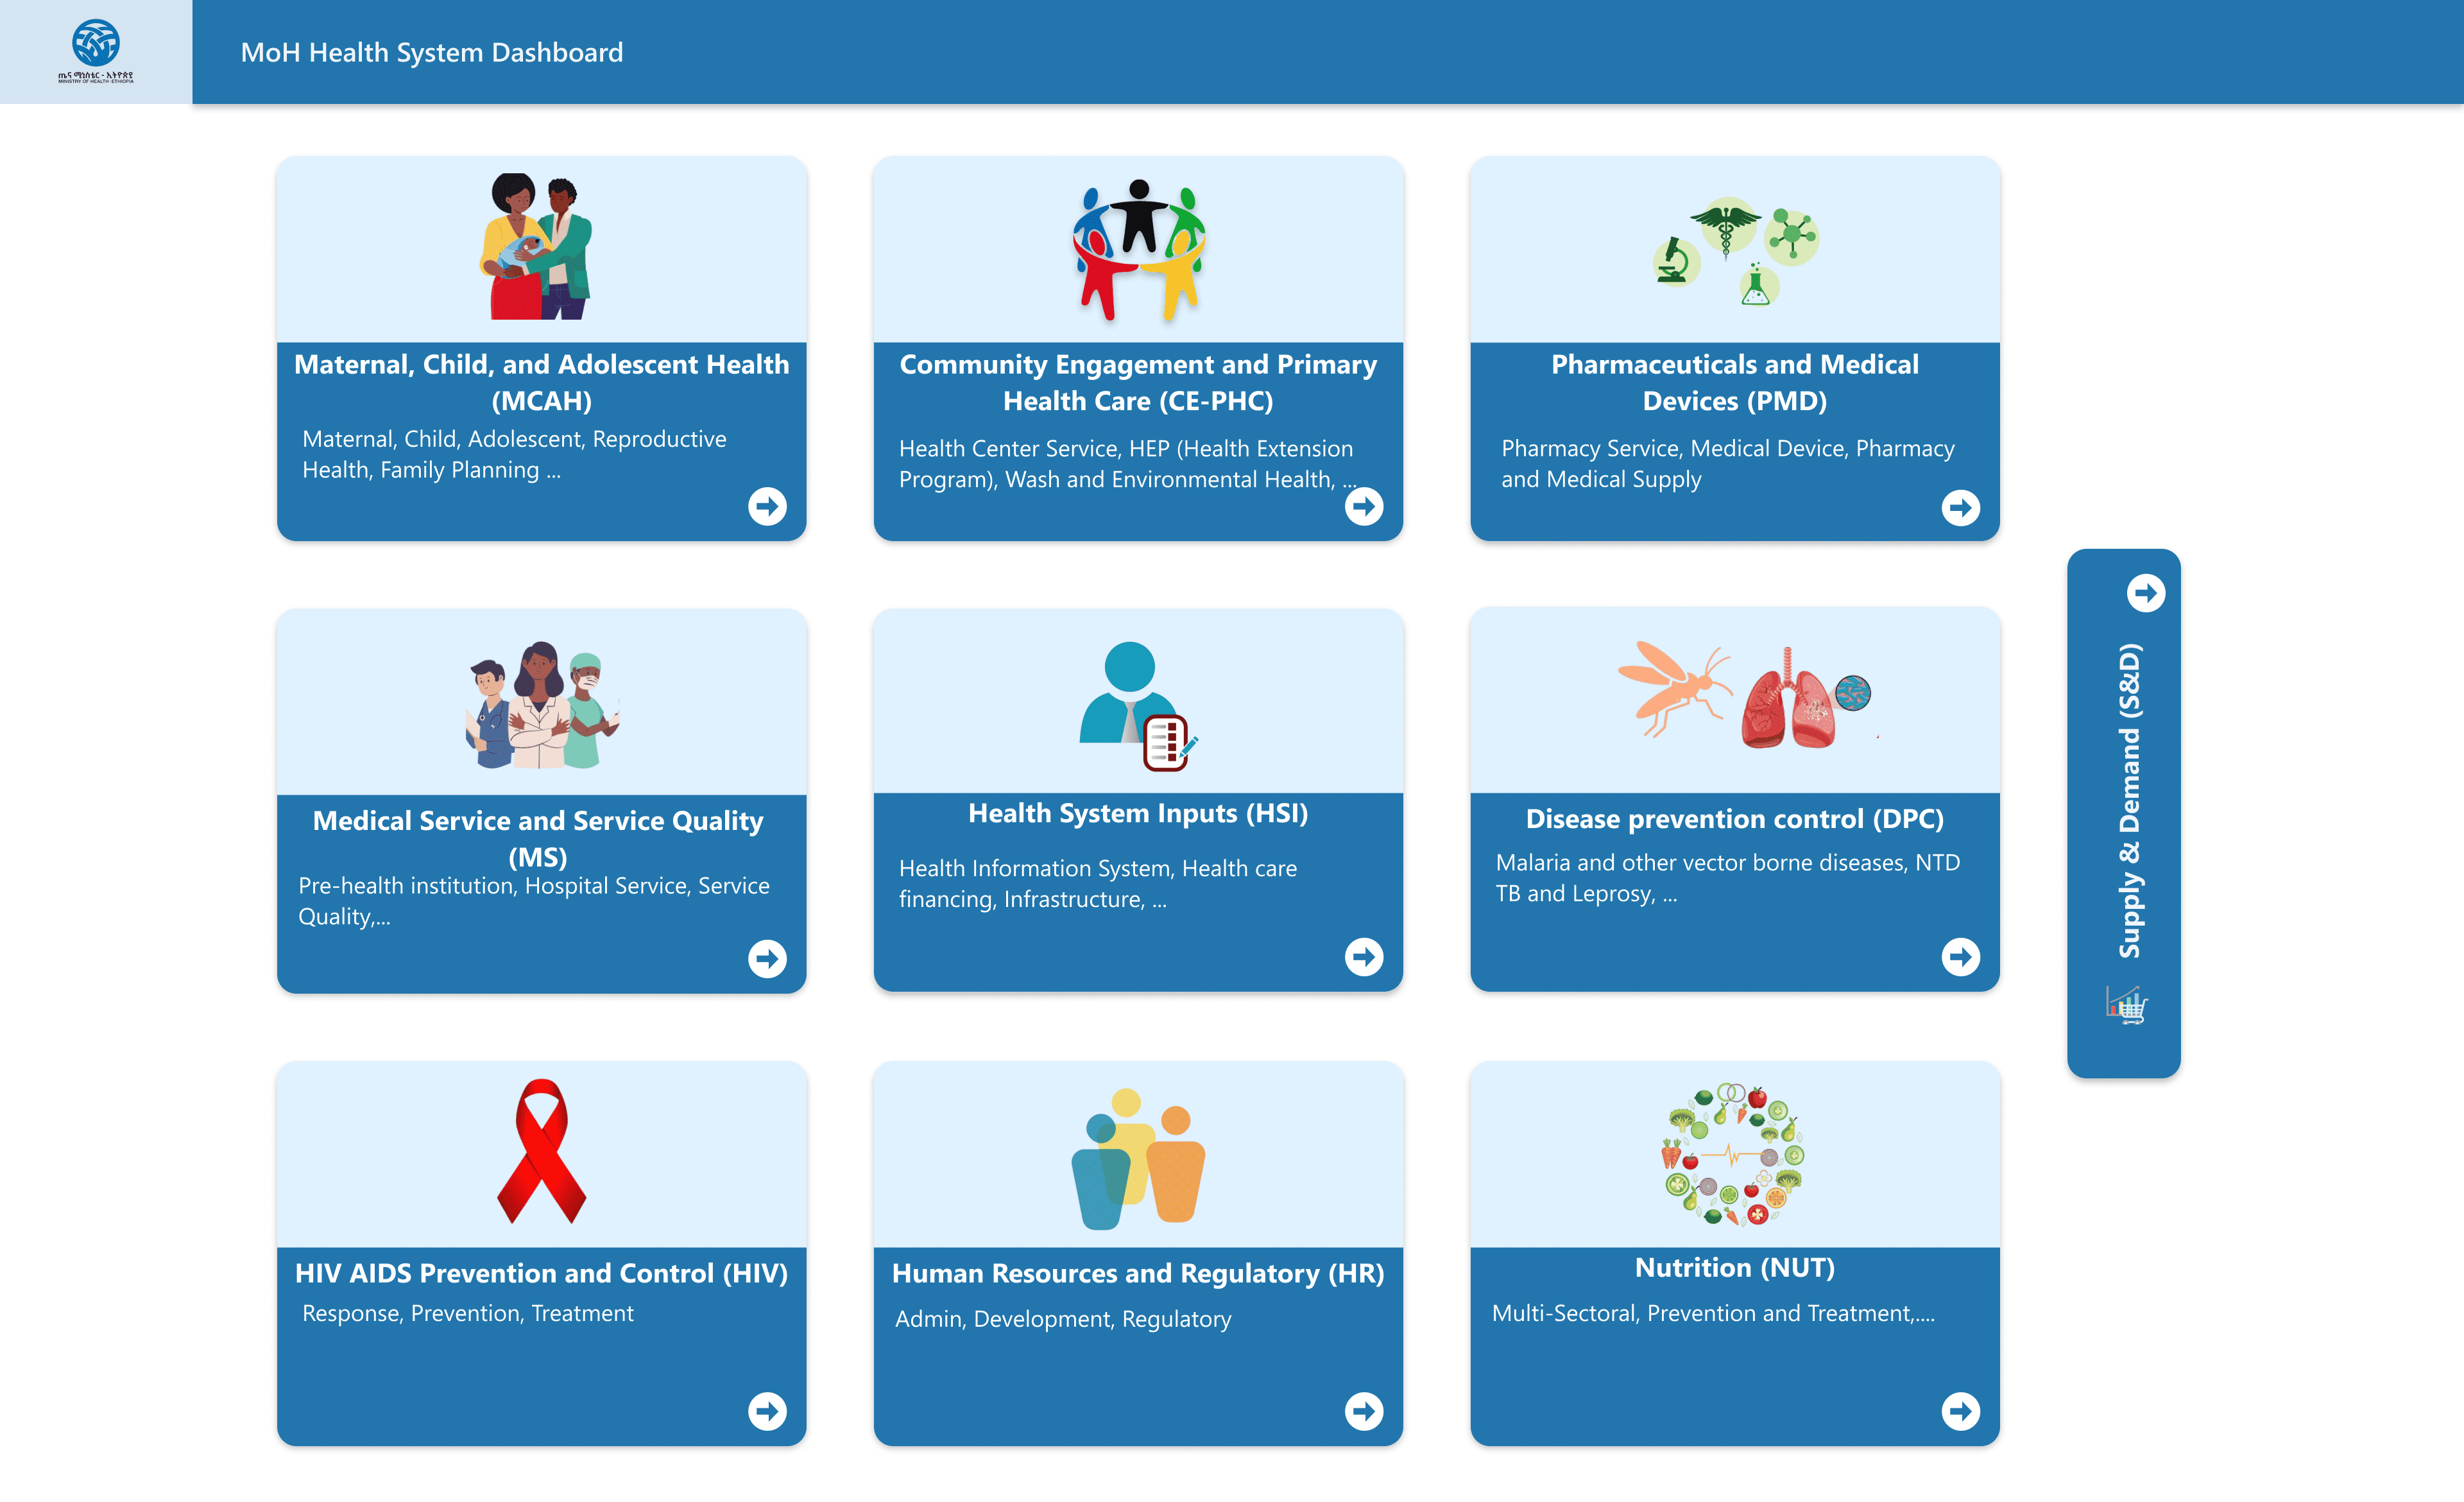 ጤና ሚኒስቴር - ኢትዮጵያ
MINISTRY OF HEALTH-ETHIOPIA
MoH Health System Dashboard
Maternal, Child, and Adolescent Health
(MCAH)
Maternal, Child, Adolescent, Reproductive
Health, Family Planning ...
Community Engagement and Primary
Health Care (CE-PHC)
Health Center Service, HEP (Health Extension
Program), Wash and Environmental Health, ...
Pharmaceuticals and Medical
Devices (PMD)
Pharmacy Service, Medical Device, Pharmacy
and Medical Supply
Medical Service and Service Quality
(MS)
Pre-health institution, Hospital Service, Service
Quality,...
Health System Inputs (HSI)
Health Information System, Health care
financing, Infrastructure, ...
Disease prevention control (DPC)
Malaria and other vector borne diseases, NTD
TB and Leprosy, ...
Supply & Demand (S&D)
HIV AIDS Prevention and Control (HIV)
Response, Prevention, Treatment
Human Resources and Regulatory (HR)
Admin, Development, Regulatory
Nutrition (NUT)
Multi-Sectoral, Prevention and Treatment,....